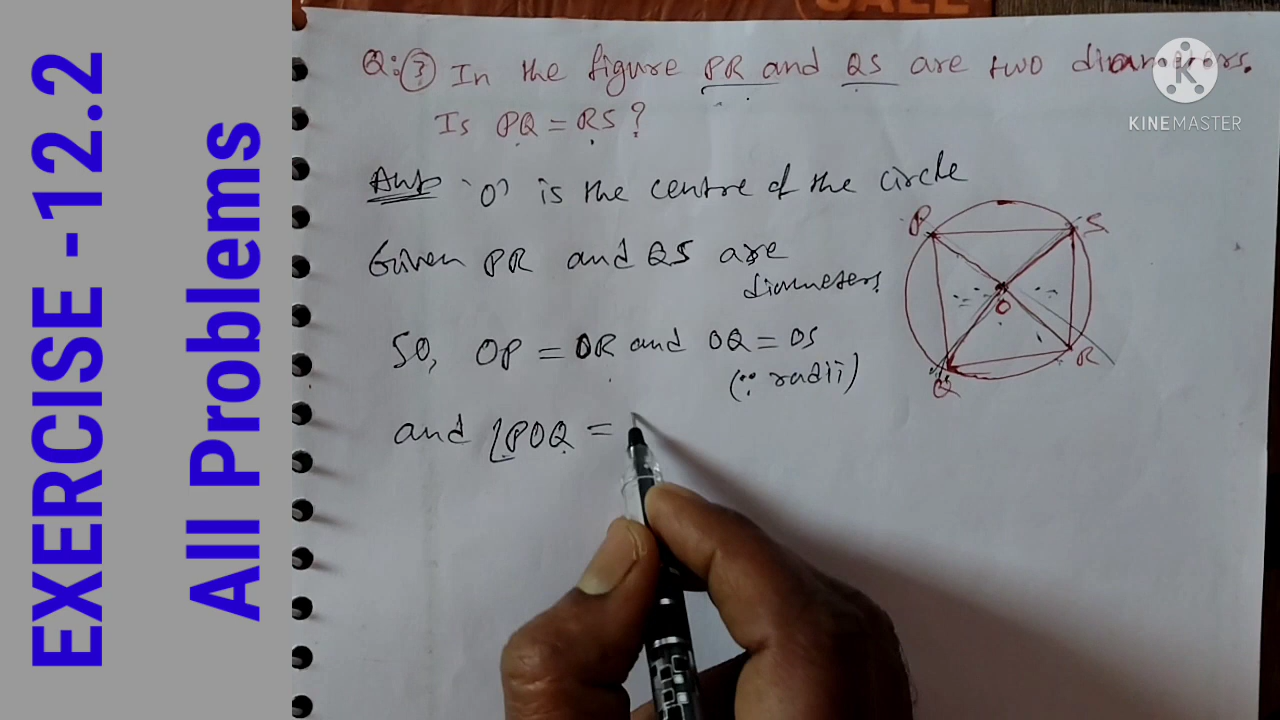 EXERCISE -12.2
All Problems
Q:③ In the figure PR and QS are two diameters.
Is PQ = RS ?
KINEMASTER
Ans 'O' is the centre of the circle
Given PR and QS are
diameters
So, OP = OR and OQ = OS
(∵ radii)
and ∠POQ =
P
S
O
Q
R